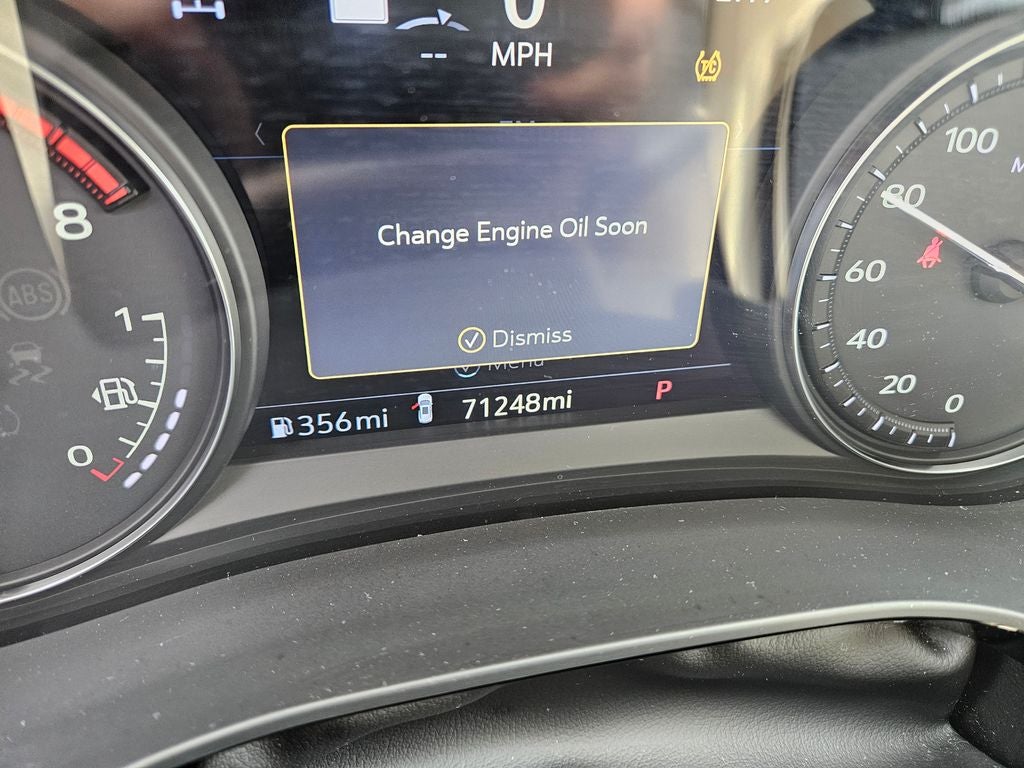 0
MPH
T/C
100
80
60
40
20
0
8
ABS
1
0
Change Engine Oil Soon
Dismiss
Menu
356mi
71248mi
P